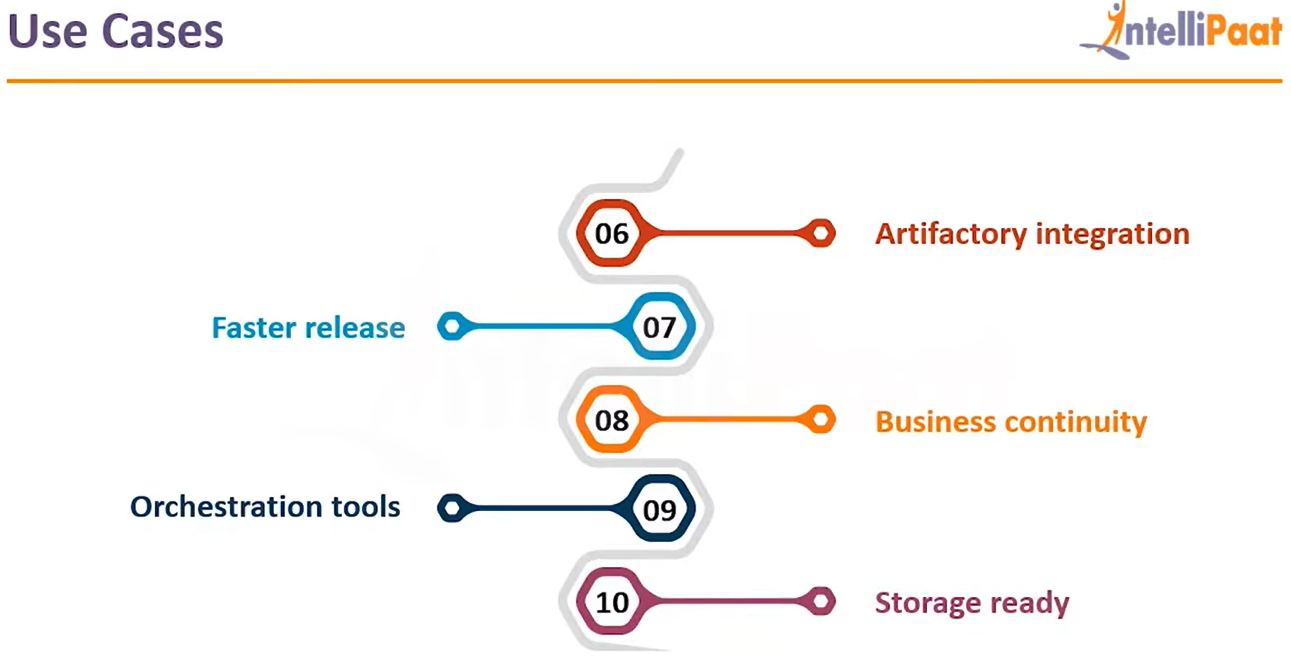 Use Cases
IntelliPaat
06
Artifactory integration
Faster release
07
08
Business continuity
Orchestration tools
09
10
Storage ready